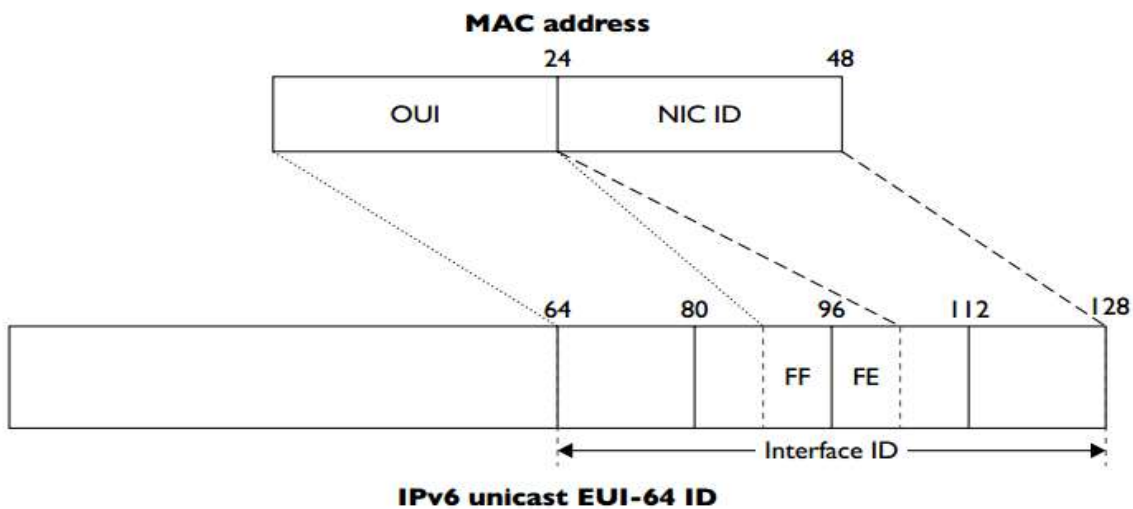 MAC address
24 48
OUI NIC ID
64 80 96 112 128
FF FE
Interface ID
IPv6 unicast EUI-64 ID